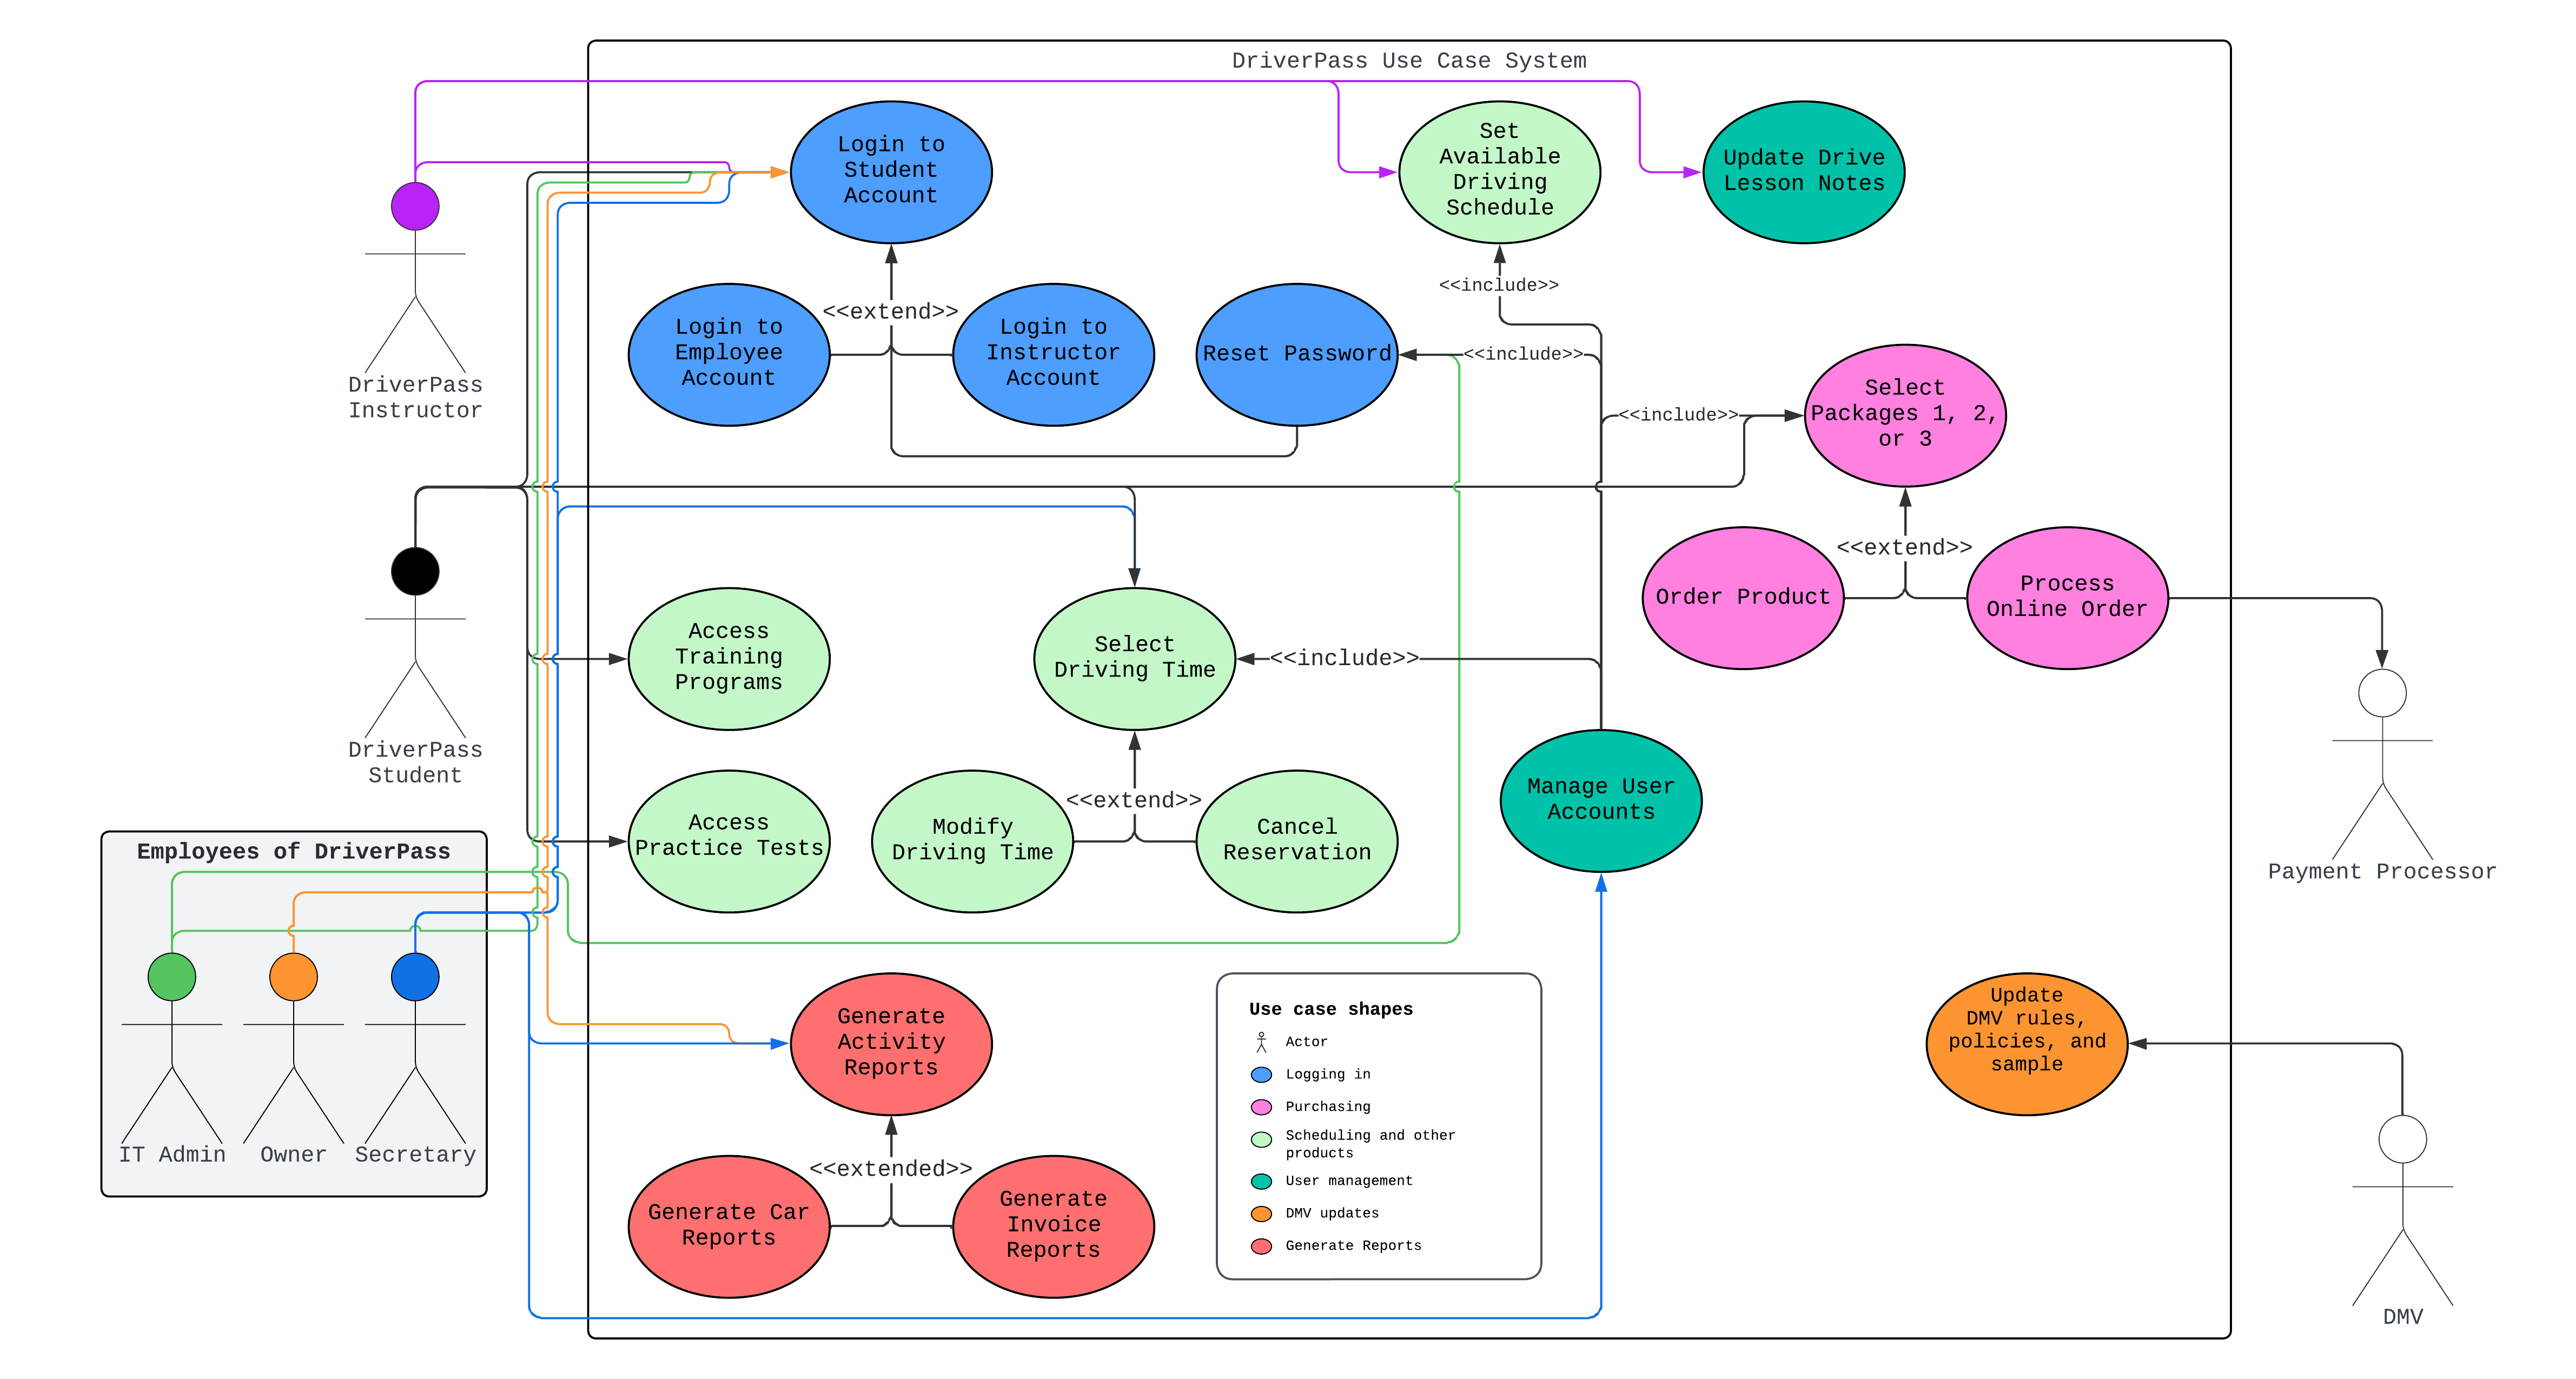 DriverPass Use Case System
Login to
Student
Account
Set
Available
Driving
Schedule
Update Drive
Lesson Notes
<<include>>
<<extend>>
Login to
Employee
Account
Login to
Instructor
Account
Reset Password
<<include>>
DriverPass
Instructor
Select
Packages 1, 2,
or 3
<<include>>
<<extend>>
Order Product
Process
Online Order
Access
Training
Programs
Select
Driving Time
<<include>>
DriverPass
Student
Access
Practice Tests
Modify
Driving Time
<<extend>>
Cancel
Reservation
Manage User
Accounts
Payment Processor
Employees of DriverPass
IT Admin
Owner
Secretary
Generate
Activity
Reports
<<extended>>
Generate Car
Reports
Generate
Invoice
Reports
Use case shapes
Actor
Logging in
Purchasing
Scheduling and other
products
User management
DMV updates
Generate Reports
Update
DMV rules,
policies, and
sample
DMV